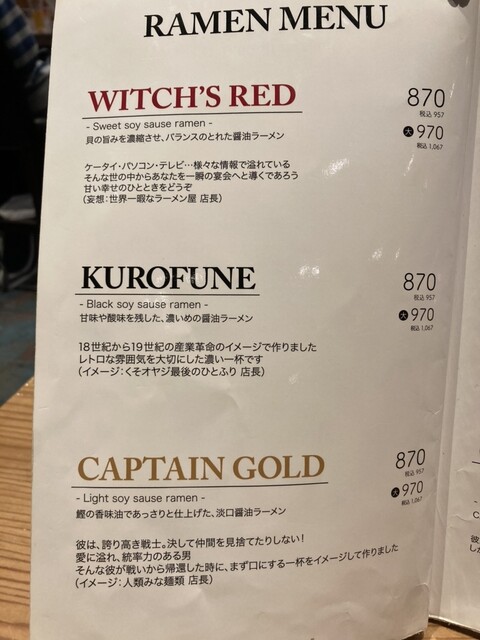 RAMEN MENU
WITCH'S RED
870
税込 957
- Sweet soy sause ramen -
大 970
税込 1,067
貝の旨みを濃縮させ、バランスのとれた醤油ラーメン
ケータイ・パソコン・テレビ…様々な情報で溢れている
そんな世の中からあなたを一瞬の宴会へと導くであろう
甘い幸せのひとときをどうぞ
(妄想:世界一暇なラーメン屋 店長)
KUROFUNE
870
税込 957
- Black soy sause ramen -
大 970
税込 1,067
甘味や酸味を残した、濃いめの醤油ラーメン
18世紀から19世紀の産業革命のイメージで作りました
レトロな雰囲気を大切にした濃い一杯です
(イメージ:くそオヤジ最後のひとふり 店長)
CAPTAIN GOLD
870
税込 957
- Light soy sause ramen -
大 970
税込 1,067
鰹の香味油であっさりと仕上げた、淡口醤油ラーメン
彼は、誇り高き戦士。決して仲間を見捨てたりしない!
愛に溢れ、統率力のある男
そんな彼が戦いから帰還した時に、まず口にする一杯をイメージして作りました
(イメージ:人類みな麺類 店長)